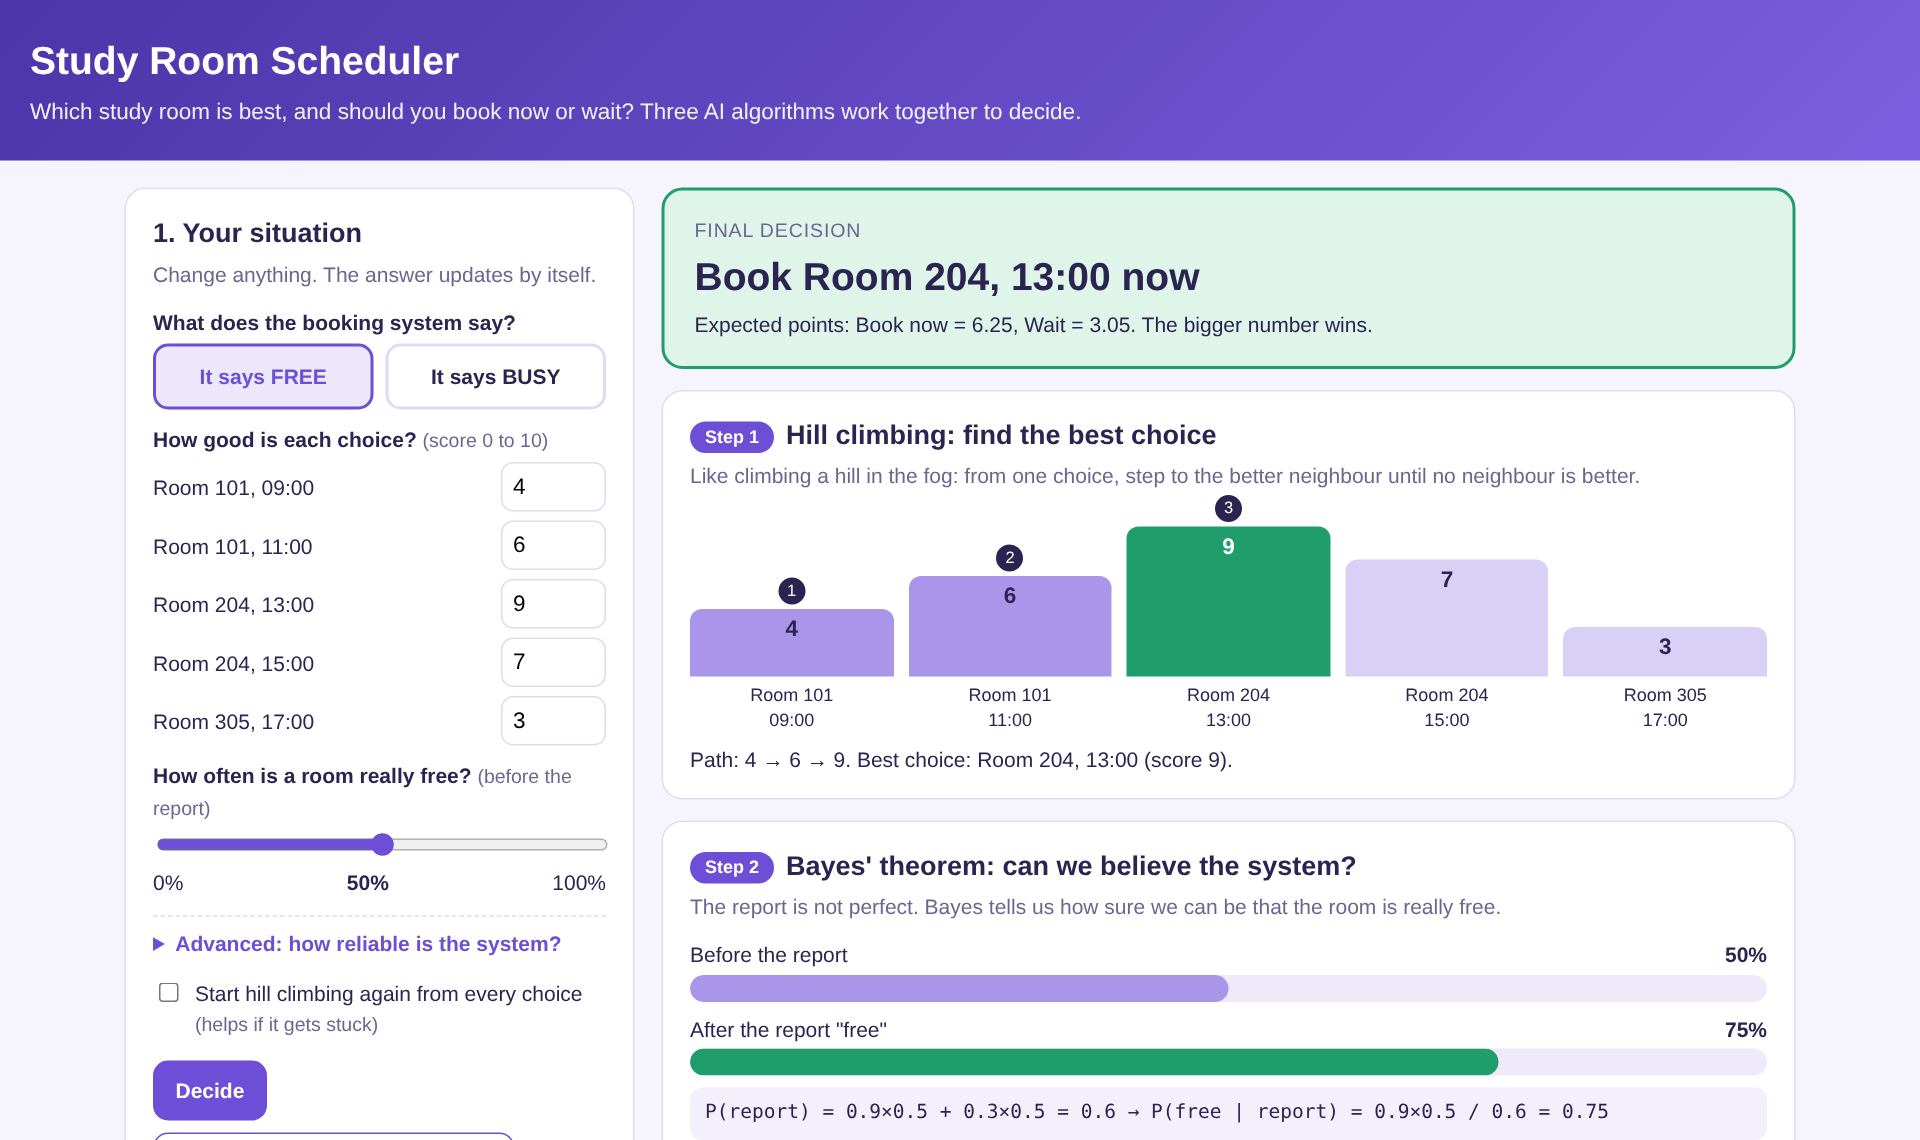 Study Room Scheduler
Which study room is best, and should you book now or wait? Three AI algorithms work together to decide.
1. Your situation
Change anything. The answer updates by itself.
What does the booking system say?
It says FREE
It says BUSY
How good is each choice? (score 0 to 10)
Room 101, 09:00
4
Room 101, 11:00
6
Room 204, 13:00
9
Room 204, 15:00
7
Room 305, 17:00
3
How often is a room really free? (before the
report)
0%
50%
100%
Advanced: how reliable is the system?
Start hill climbing again from every choice
(helps if it gets stuck)
Decide
FINAL DECISION
Book Room 204, 13:00 now
Expected points: Book now = 6.25, Wait = 3.05. The bigger number wins.
Step 1 Hill climbing: find the best choice
Like climbing a hill in the fog: from one choice, step to the better neighbour until no neighbour is better.
1
4
Room 101
09:00
2
6
Room 101
11:00
3
9
Room 204
13:00
7
Room 204
15:00
3
Room 305
17:00
Path: 4 → 6 → 9. Best choice: Room 204, 13:00 (score 9).
Step 2 Bayes' theorem: can we believe the system?
The report is not perfect. Bayes tells us how sure we can be that the room is really free.
Before the report 50%
After the report "free" 75%
P(report) = 0.9×0.5 + 0.3×0.5 = 0.6 → P(free | report) = 0.9×0.5 / 0.6 = 0.75